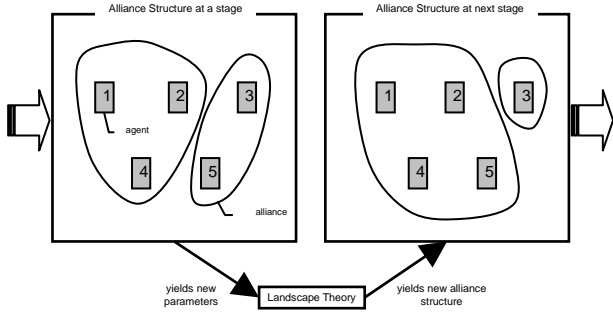 Alliance Structure at a stage
Alliance Structure at next stage
1
2
3
agent
4
5
alliance
1
2
3
4
5
yields new
parameters
Landscape Theory
yields new alliance
structure